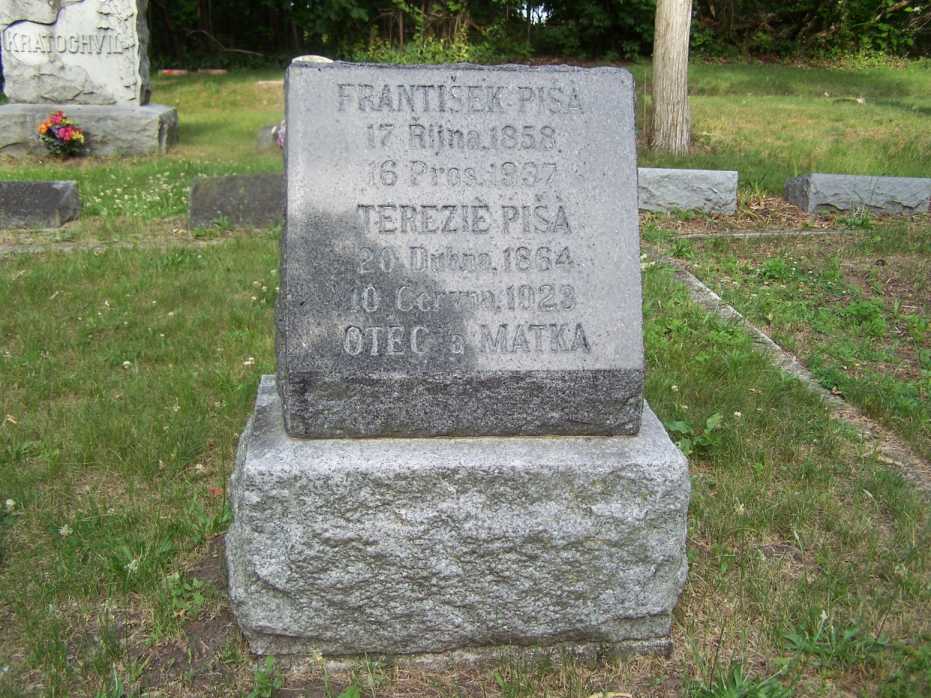 KRATOCHVIL
FRANTIŠEK PIŠA
17 Října, 1858.
16 Pros. 1937
TEREZIE PIŠA
20 Dubna, 1864.
10 Června, 1923
OTEC a MATKA